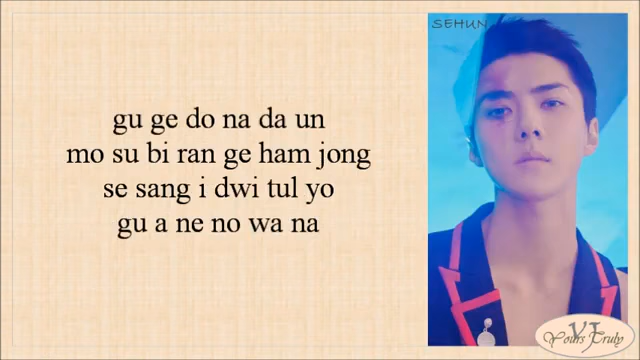 SEHUN
gu ge do na da un
mo su bi ran ge ham jong
se sang i dwi tul yo
gu a ne no wa na
YJ
Yours Truly